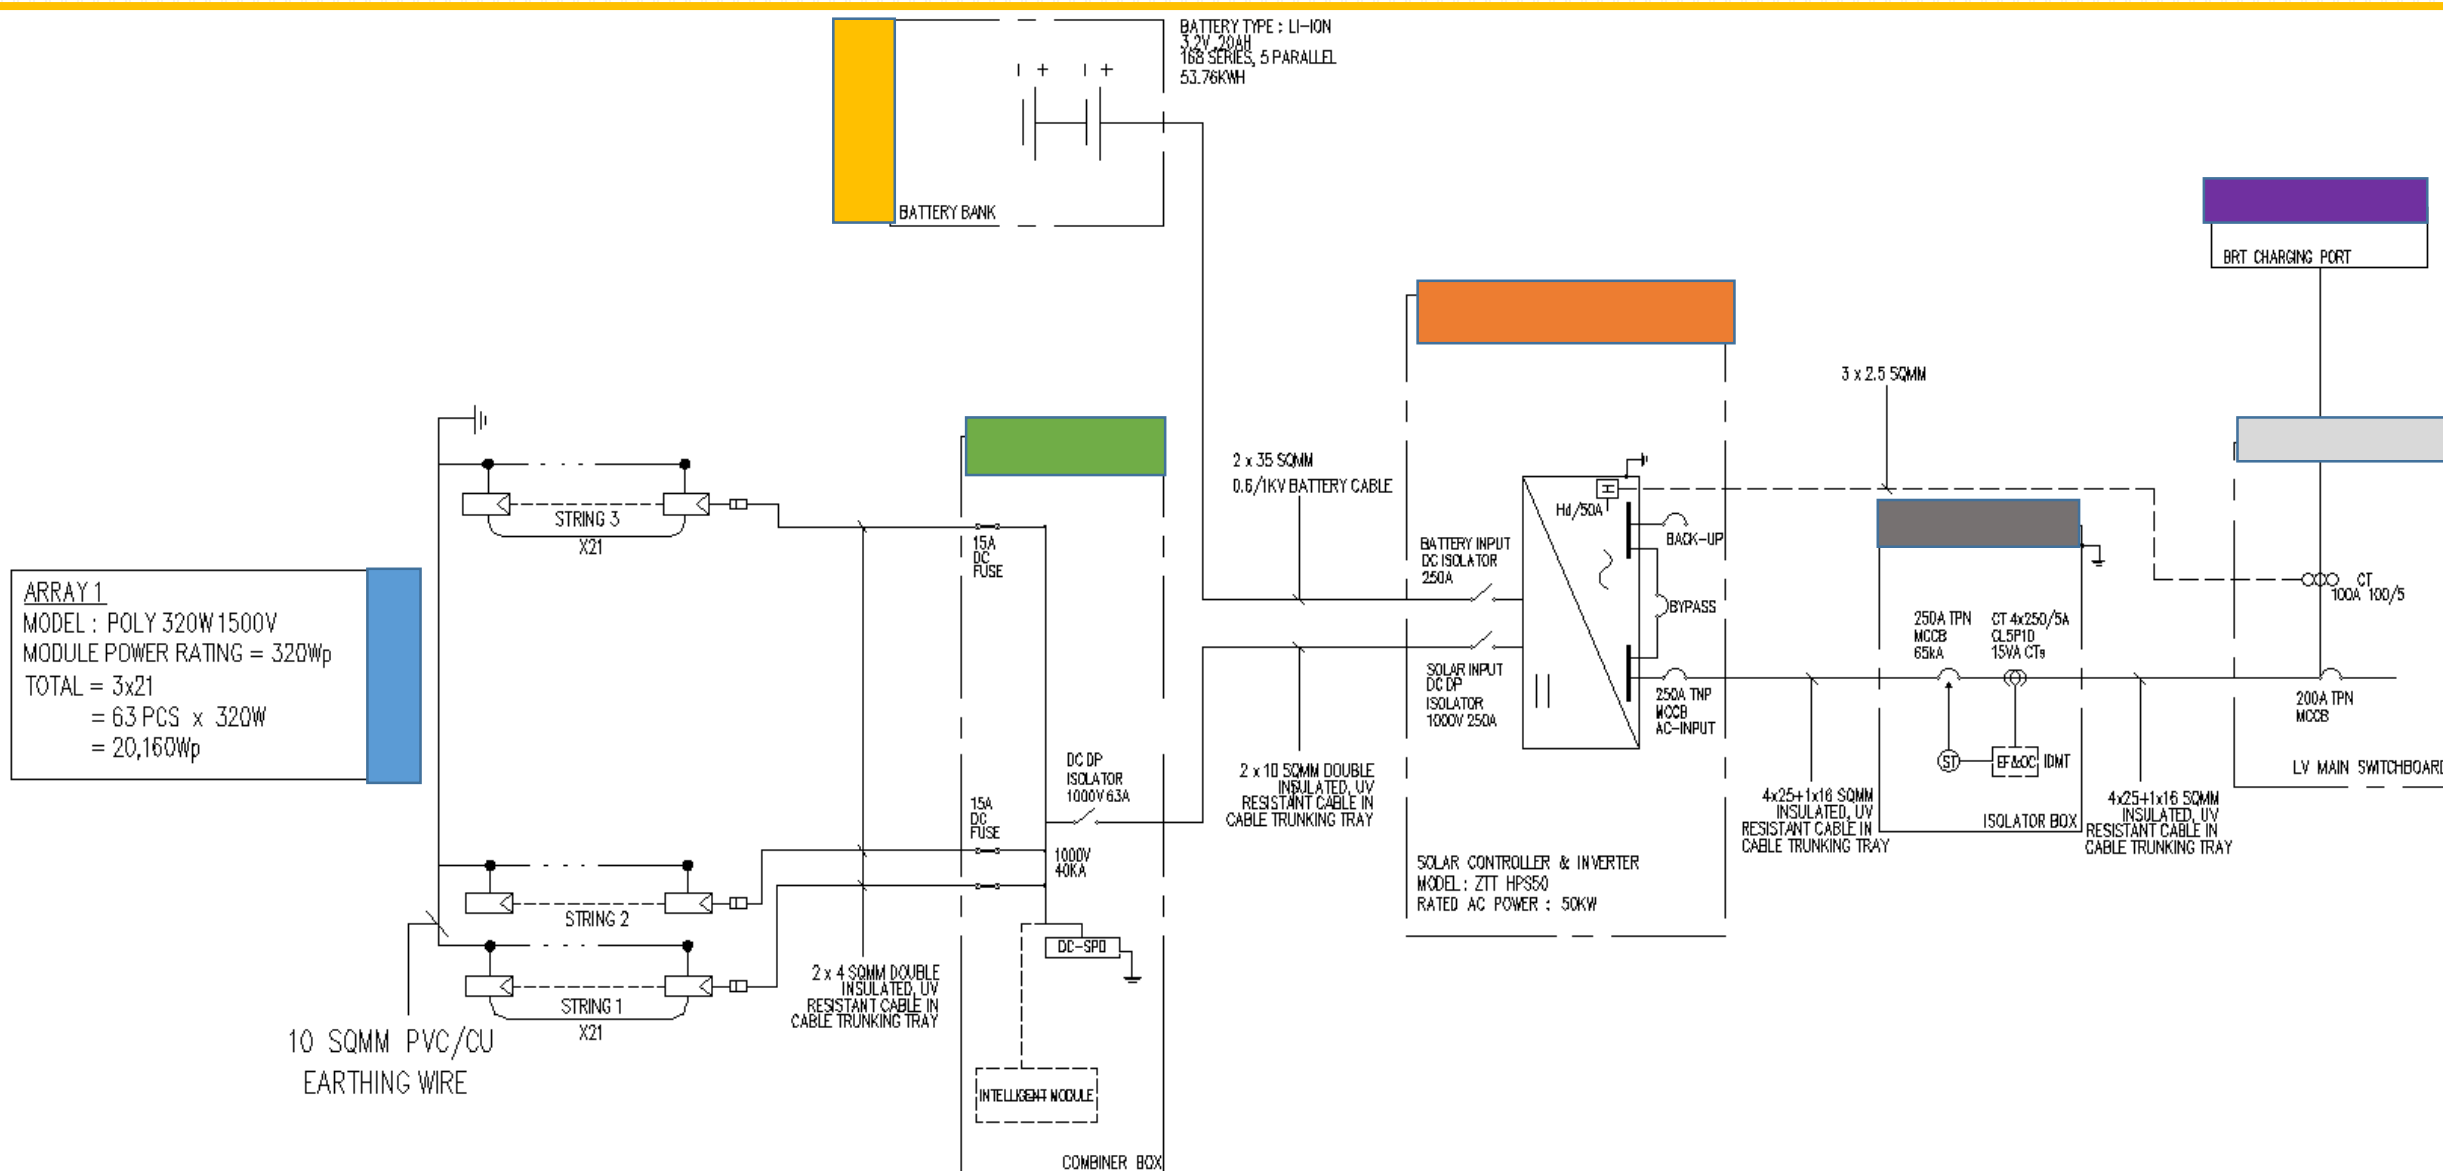 BATTERY TYPE : LI-ION
3.2V ,20AH
168 SERIES, 5 PARALLEL
53.76KWH
BATTERY BANK
BRT CHARGING PORT
3 x 2.5 SQMM
2 x 35 SQMM
0.6/1KV BATTERY CABLE
STRING 3
X21
15A
DC
FUSE
ARRAY 1
MODEL : POLY 320W 1500V
MODULE POWER RATING = 320Wp
TOTAL = 3x21
= 63 PCS x 320W
= 20,160Wp
BATTERY INPUT
DC ISOLATOR
250A
Hd/50A
BACK-UP
BYPASS
SOLAR INPUT
DC DP
ISOLATOR
1000V 250A
250A TNP
MCCB
AC-INPUT
250A TPN
MCCB
65kA
CT 4x250/5A
CL5P10
15VA CTs
CT
100A 100/5
200A TPN
MCCB
ST
EF&OC
IDMT
ISOLATOR BOX
LV MAIN SWITCHBOARD
DC DP
ISOLATOR
1000V 63A
15A
DC
FUSE
1000V
40KA
2 x 10 SQMM DOUBLE
INSULATED, UV
RESISTANT CABLE IN
CABLE TRUNKING TRAY
4x25+1x16 SQMM
INSULATED, UV
RESISTANT CABLE IN
CABLE TRUNKING TRAY
4x25+1x16 SQMM
INSULATED, UV
RESISTANT CABLE IN
CABLE TRUNKING TRAY
SOLAR CONTROLLER & INVERTER
MODEL : ZTT HPS50
RATED AC POWER : 50KW
STRING 2
DC-SPD
STRING 1
X21
2 x 4 SQMM DOUBLE
INSULATED, UV
RESISTANT CABLE IN
CABLE TRUNKING TRAY
10 SQMM PVC/CU
EARTHING WIRE
INTELLIGENT MODULE
COMBINER BOX